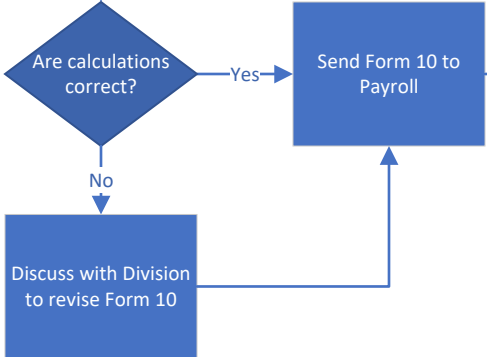 Are calculations
correct?
Yes
Send Form 10 to
Payroll
No
Discuss with Division
to revise Form 10